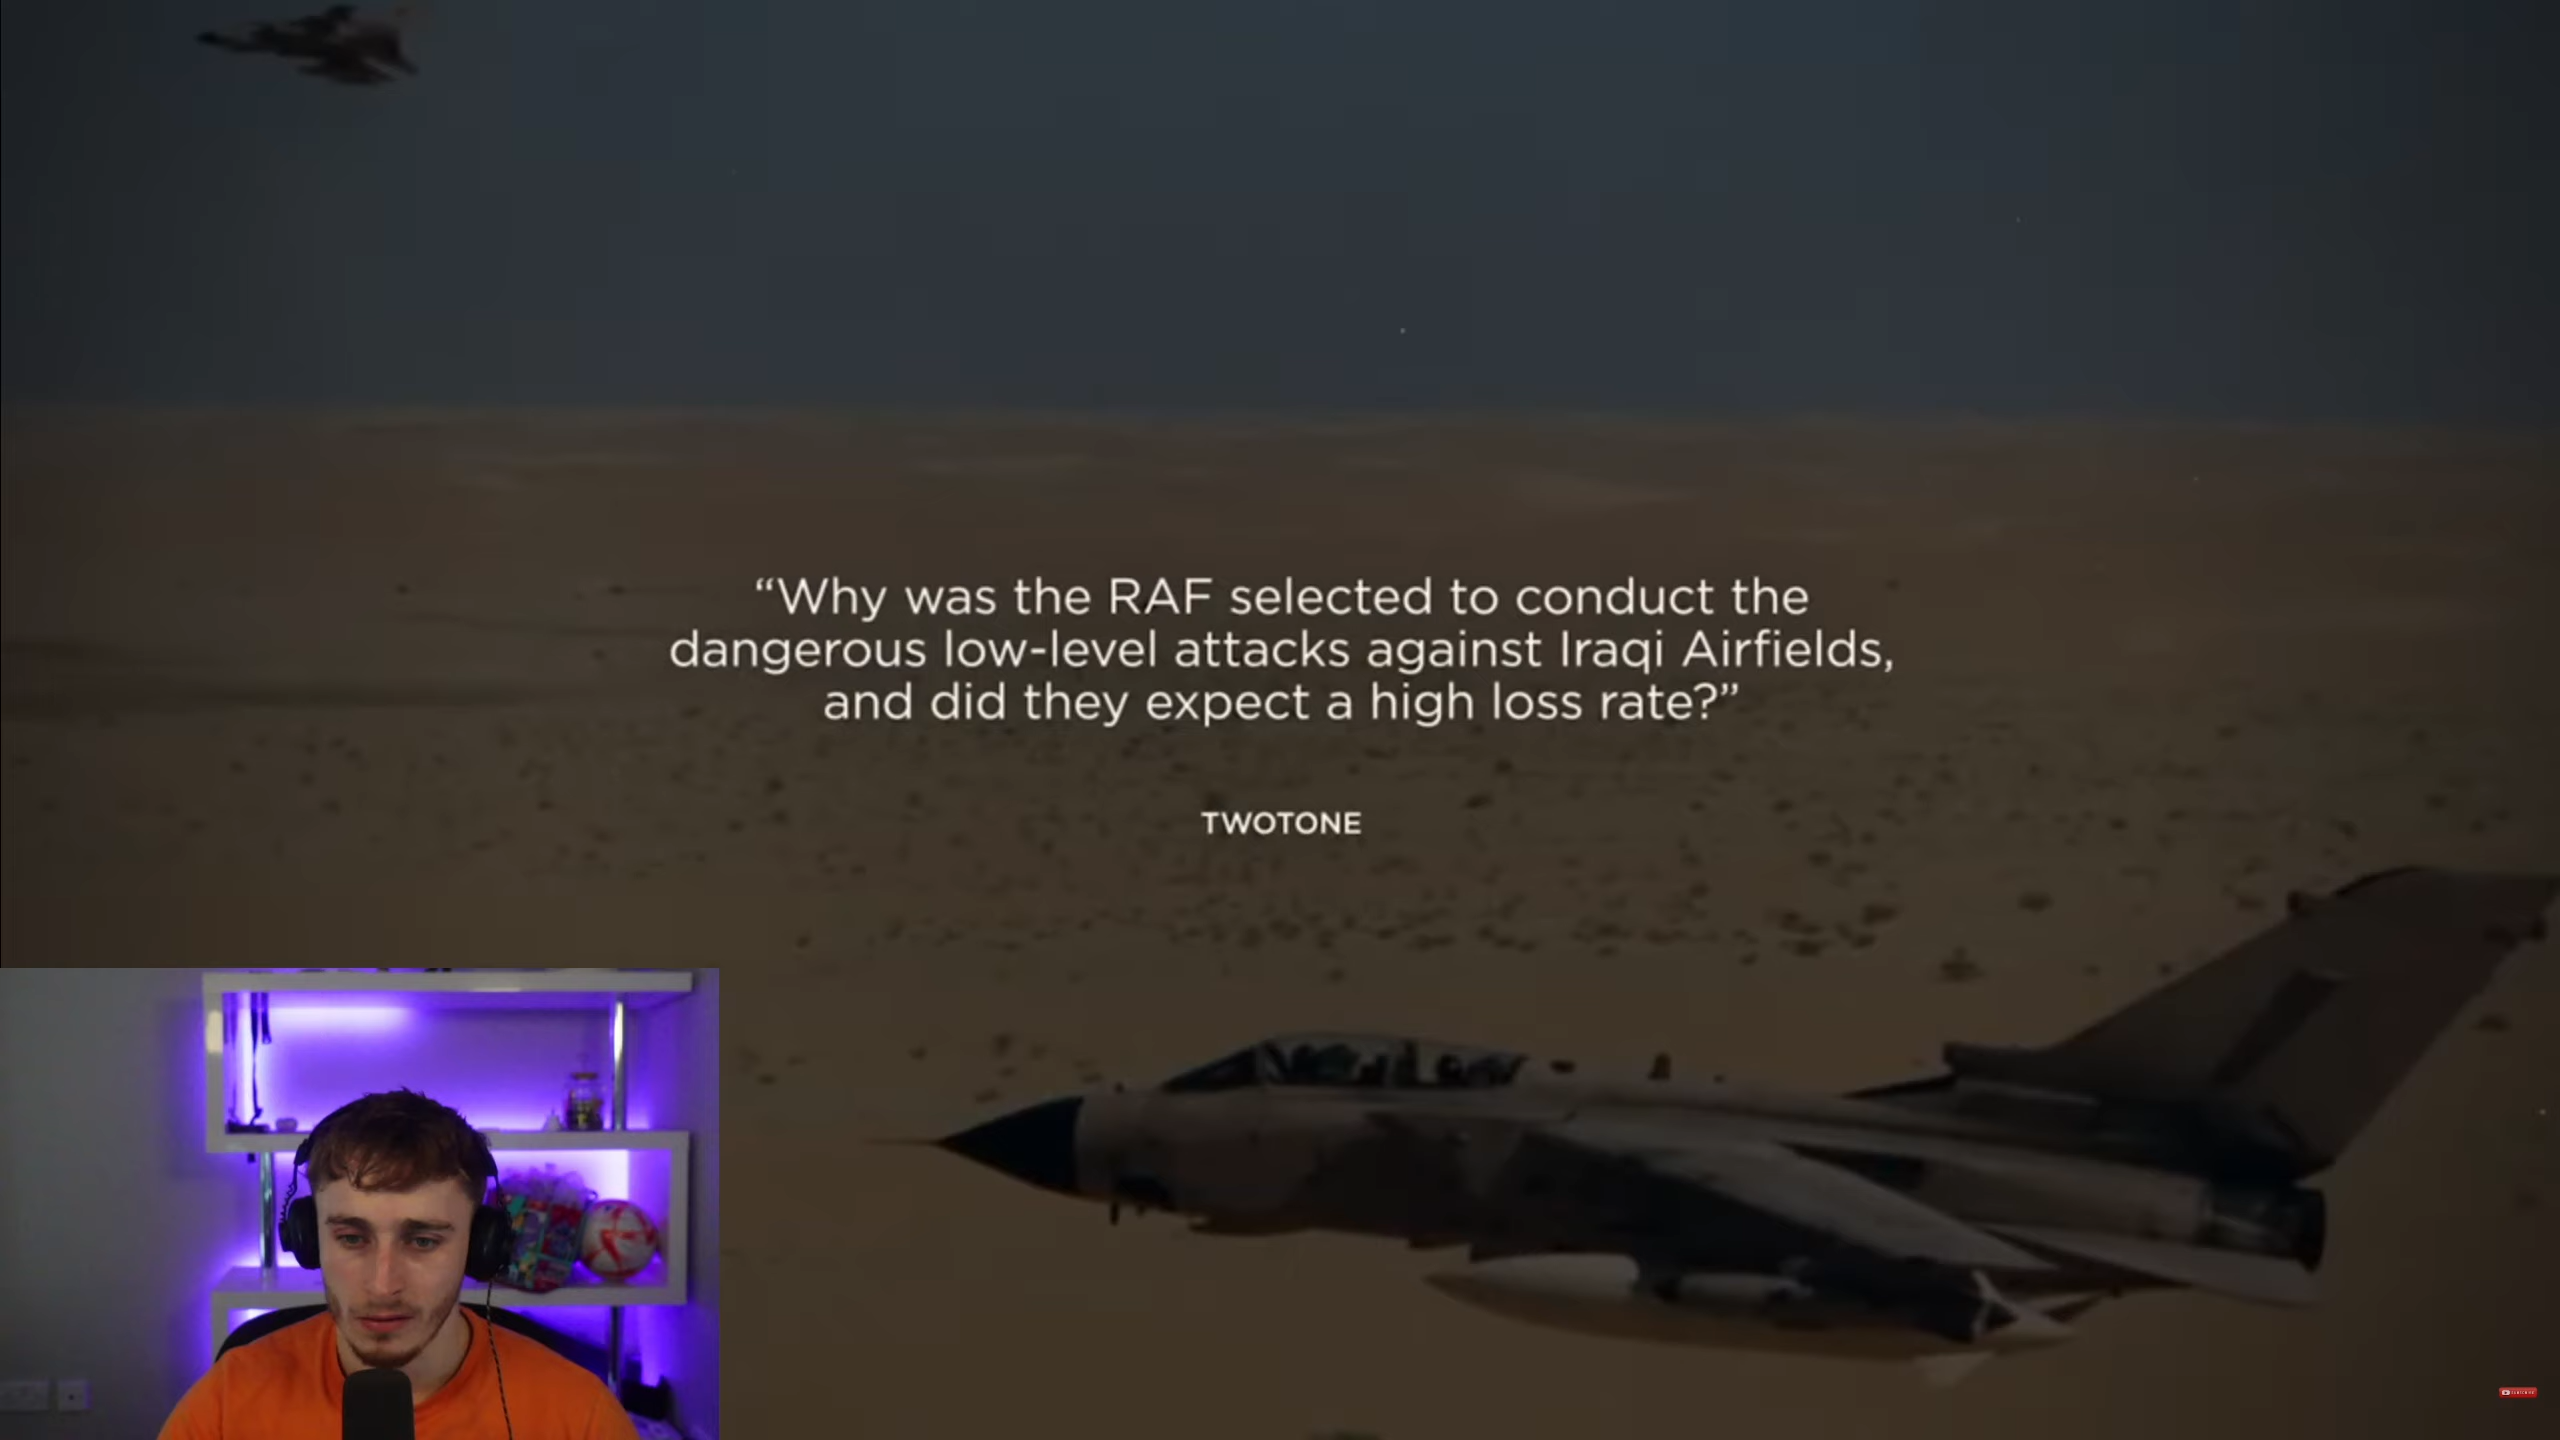 “Why was the RAF selected to conduct the
dangerous low-level attacks against Iraqi Airfields,
and did they expect a high loss rate?”
TWOTONE